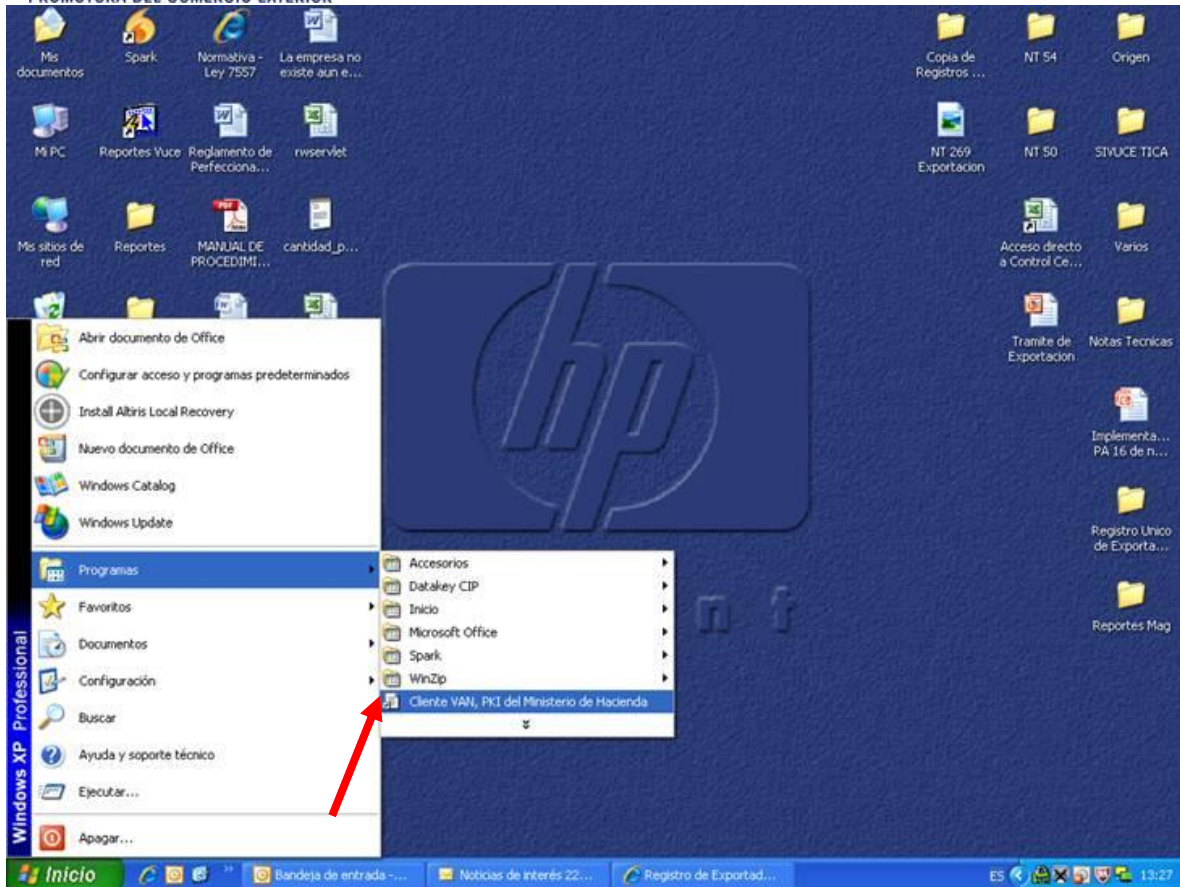 PROMOTORA DEL COMERCIO EXTERIOR
Mis
documentos
Spark
Normativa -
Ley 7557
La empresa no
existe aun e...
Copia de
Registros ...
NT 54
Origen
Mi PC
Reportes Vuce
Reglamento de
Perfecciona...
rwservlet
NT 269
Exportacion
NT 50
SIVUCE TICA
Mis sitios de
red
Reportes
MANUAL DE
PROCEDIMI...
cantidad_p...
Acceso directo
a Control Ce...
Varios
Tramite de
Exportacion
Notas Tecnicas
Implementa...
PA 16 de n...
Registro Unico
de Exporta...
Reportes Mag
hp
n t
Abrir documento de Office
Configurar acceso y programas predeterminados
Install Altiris Local Recovery
Nuevo documento de Office
Windows Catalog
Windows Update
Programas
Favoritos
Documentos
Configuración
Buscar
Ayuda y soporte técnico
Ejecutar...
Apagar...
Windows XP Professional
Accesorios
Datakey CIP
Inicio
Microsoft Office
Spark
WinZip
Cliente VAN, PKI del Ministerio de Hacienda
Inicio
Bandeja de entrada -...
Noticias de interés 22...
Registro de Exportad...
ES
13:27